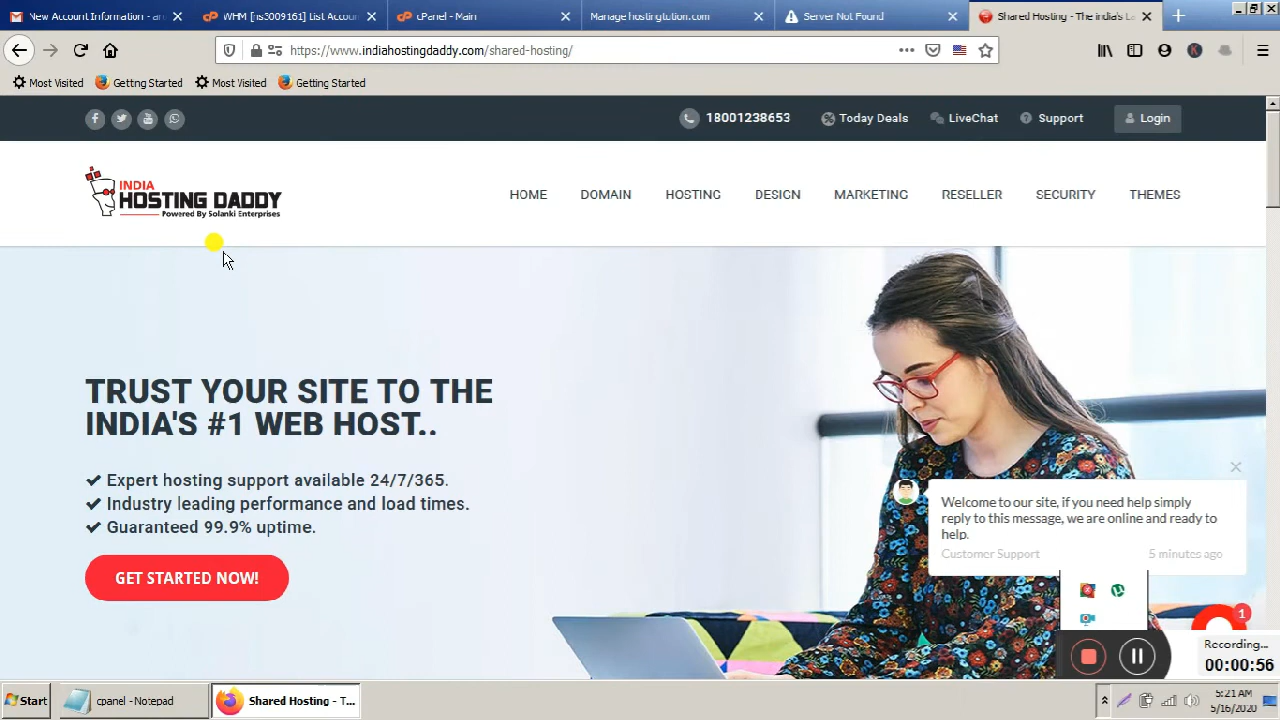 New Account Information - an
WHM [ns3009161] List Accoun
cPanel - Main
Manage hostingtution.com
Server Not Found
Shared Hosting - The india's La
https://www.indiahostingdaddy.com/shared-hosting/
Most Visited
Getting Started
Most Visited
Getting Started
18001238653
Today Deals
LiveChat
Support
Login
INDIA
HOSTING DADDY
Powered By Solanki Enterprises
HOME
DOMAIN
HOSTING
DESIGN
MARKETING
RESELLER
SECURITY
THEMES
TRUST YOUR SITE TO THE
INDIA'S #1 WEB HOST..
Expert hosting support available 24/7/365.
Industry leading performance and load times.
Guaranteed 99.9% uptime.
GET STARTED NOW!
Welcome to our site, if you need help simply
reply to this message, we are online and ready to
help.
Customer Support
5 minutes ago
1
Recording...
00:00:56
Start
cpanel - Notepad
Shared Hosting - T...
5:21 AM
5/16/2020